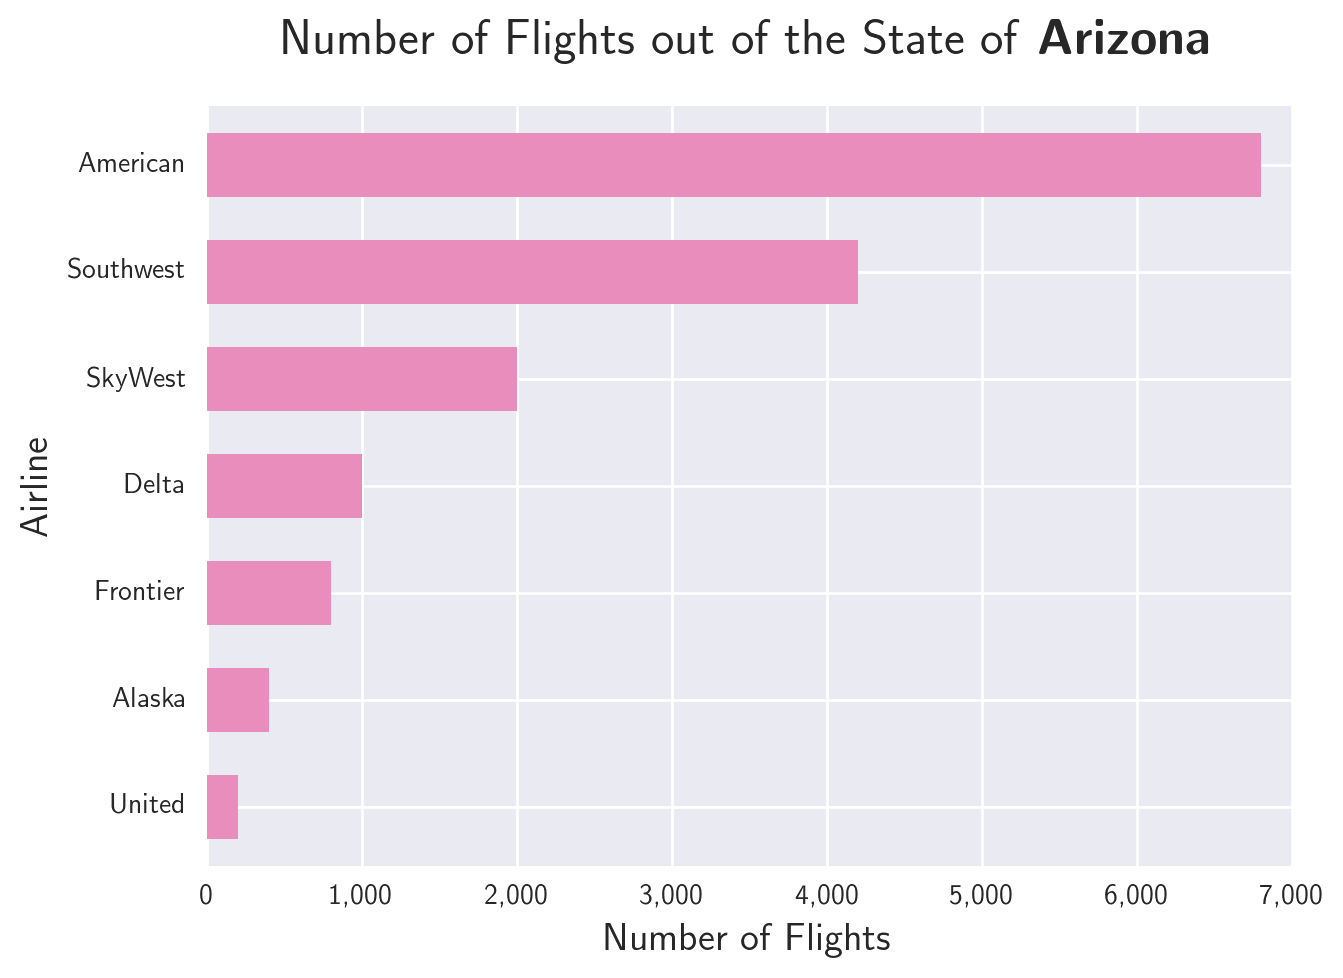 Number of Flights out of the State of Arizona
American
Southwest
SkyWest
Delta
Frontier
Alaska
United
Airline
0 1,000 2,000 3,000 4,000 5,000 6,000 7,000
Number of Flights